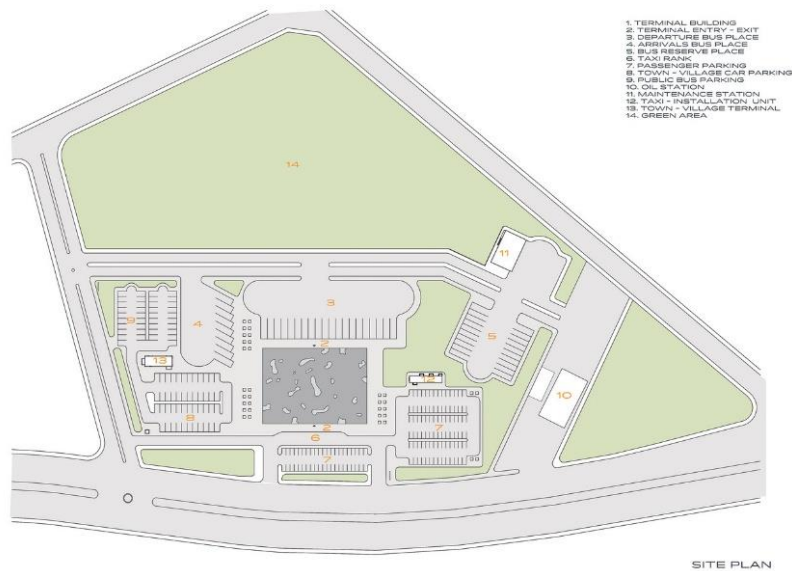 1. TERMINAL BUILDING
2. TERMINAL ENTRY - EXIT
3. DEPARTURE BUS PLACE
4. ARRIVALS BUS PLACE
5. BUS RESERVE PLACE
6. TAXI RANK
7. PASSENGER PARKING
8. TOWN - VILLAGE CAR PARKING
9. PUBLIC BUS PARKING
10. OIL STATION
11. MAINTENANCE STATION
12. TAXI - INSTALLATION UNIT
13. TOWN - VILLAGE TERMINAL
14. GREEN AREA
14
11
3
9
4
5
2
13
12
10
8
2
7
6
7
SITE PLAN